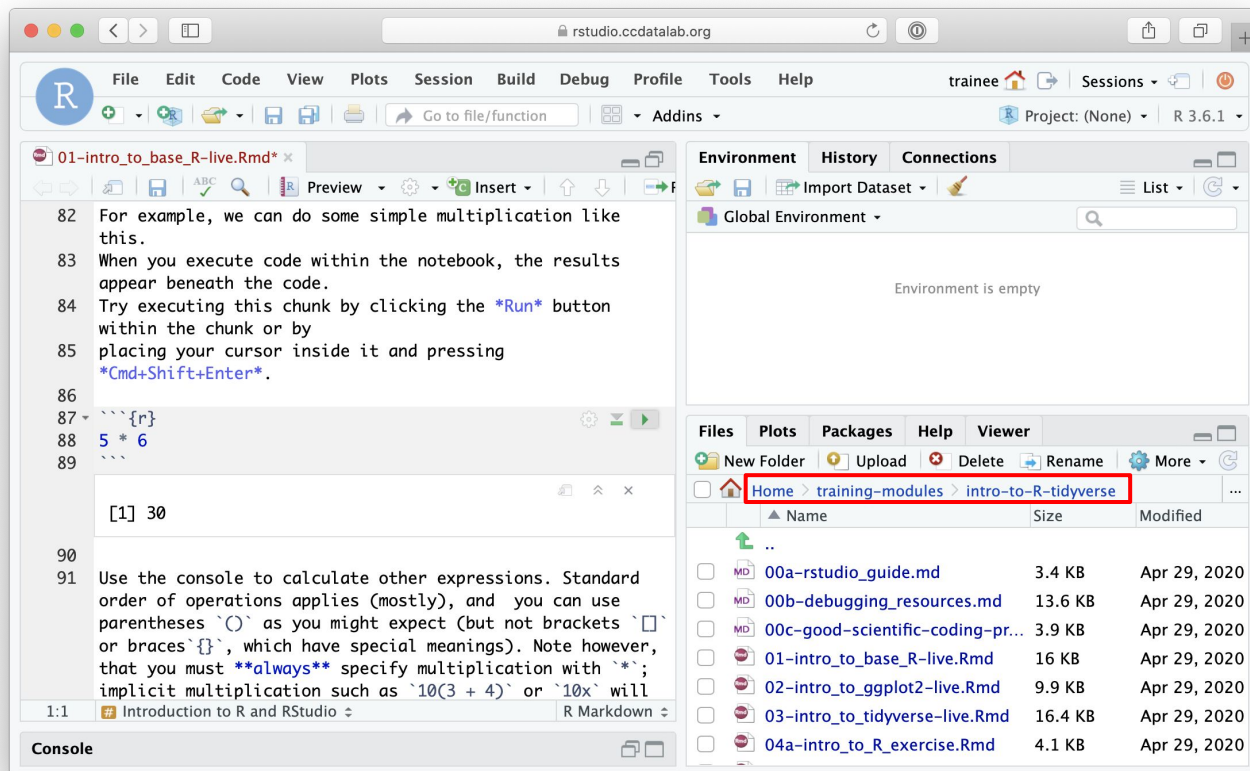 rstudio.ccdatalab.org
R File Edit Code View Plots Session Build Debug Profile Tools Help trainee Sessions
Go to file/function Addins Project: (None) R 3.6.1
01-intro_to_base_R-live.Rmd*
ABC Preview Insert
82 For example, we can do some simple multiplication like
this.
83 When you execute code within the notebook, the results
appear beneath the code.
84 Try executing this chunk by clicking the *Run* button
within the chunk or by
85 placing your cursor inside it and pressing
*Cmd+Shift+Enter*.
86
87 ```{r}
88 5 * 6
89 ```
[1] 30
90
91 Use the console to calculate other expressions. Standard
order of operations applies (mostly), and  you can use
parentheses `()` as you might expect (but not brackets `[]`
or braces`{}`, which have special meanings). Note however,
that you must **always** specify multiplication with `*`;
implicit multiplication such as `10(3 + 4)` or `10x` will
1:1 # Introduction to R and RStudio R Markdown
Console
Environment History Connections
Import Dataset List
Global Environment
Environment is empty
Files Plots Packages Help Viewer
New Folder Upload Delete Rename More
Home > training-modules > intro-to-R-tidyverse ...
Name Size Modified
..
MD 00a-rstudio_guide.md 3.4 KB Apr 29, 2020
MD 00b-debugging_resources.md 13.6 KB Apr 29, 2020
MD 00c-good-scientific-coding-pr... 3.9 KB Apr 29, 2020
01-intro_to_base_R-live.Rmd 16 KB Apr 29, 2020
02-intro_to_ggplot2-live.Rmd 9.9 KB Apr 29, 2020
03-intro_to_tidyverse-live.Rmd 16.4 KB Apr 29, 2020
04a-intro_to_R_exercise.Rmd 4.1 KB Apr 29, 2020